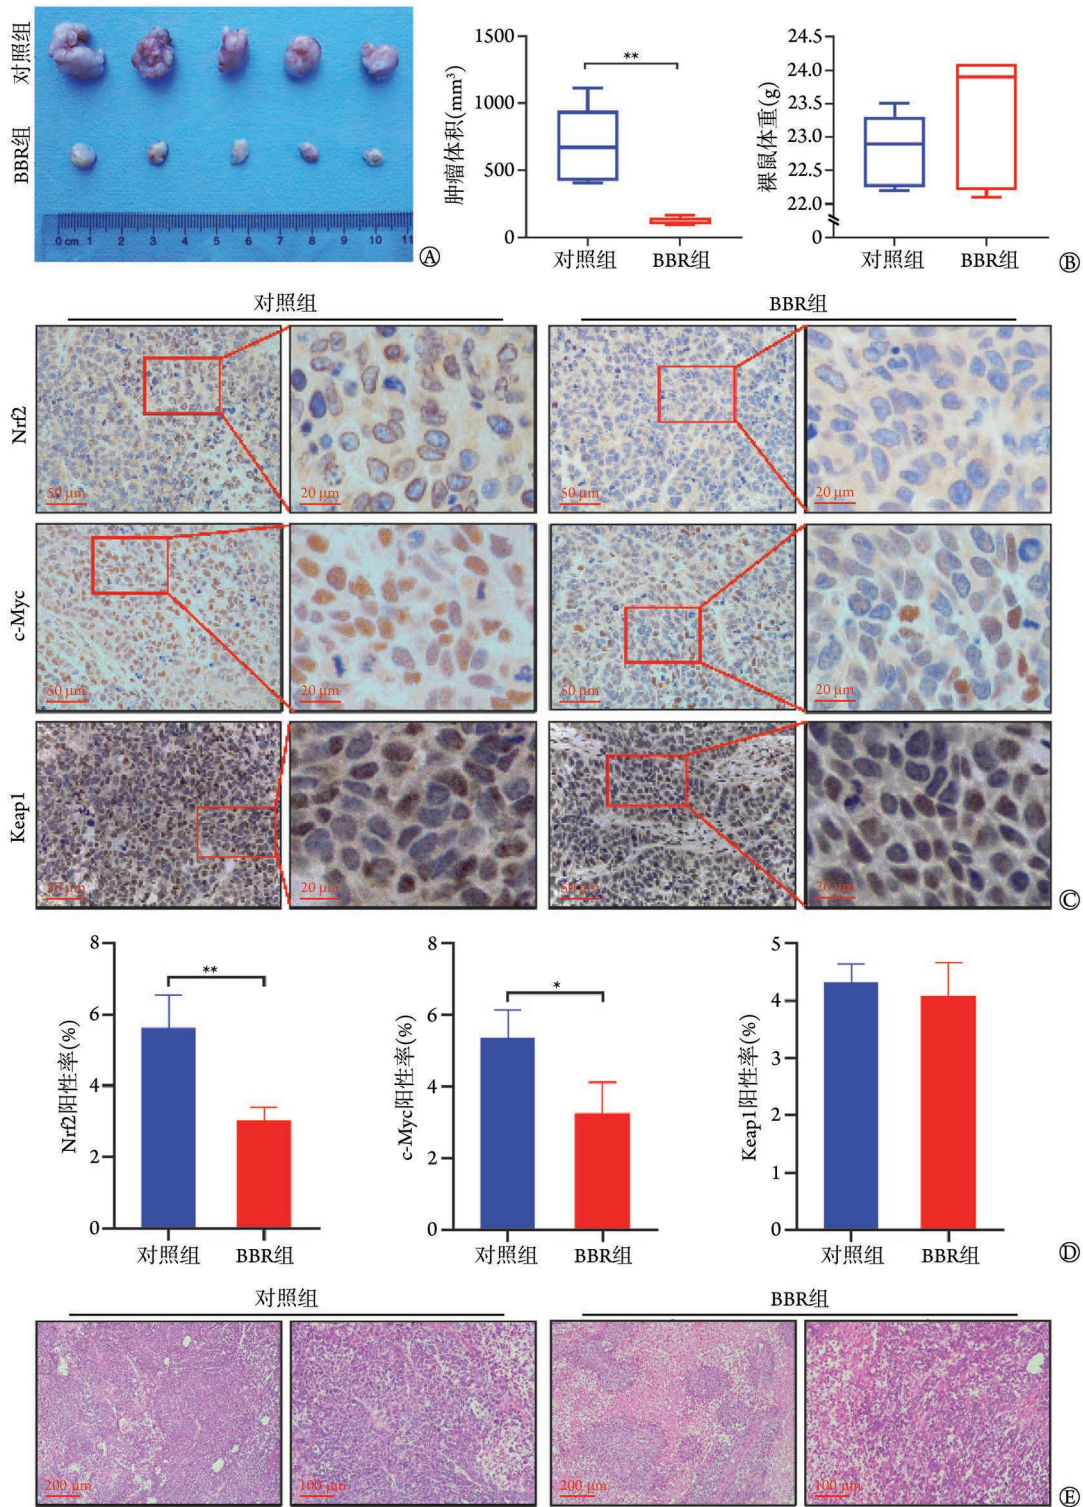 对照组
BBR组
0 cm 1 2 3 4 5 6 7 8 9 10 11
Ⓐ
肿瘤体积(mm³)
1500
1000
500
0
**
对照组
BBR组
裸鼠体重(g)
24.5
24.0
23.5
23.0
22.5
22.0
0
对照组
BBR组
Ⓑ
对照组
BBR组
Nrf2
50 μm
20 μm
50 μm
20 μm
c-Myc
50 μm
20 μm
50 μm
20 μm
Keap1
50 μm
20 μm
50 μm
20 μm
Ⓒ
Nrf2阳性率(%)
8
6
4
2
0
**
对照组
BBR组
c-Myc阳性率(%)
8
6
4
2
0
*
对照组
BBR组
Keap1阳性率(%)
5
4
3
2
1
0
对照组
BBR组
Ⓓ
对照组
BBR组
200 μm
100 μm
200 μm
100 μm
Ⓔ